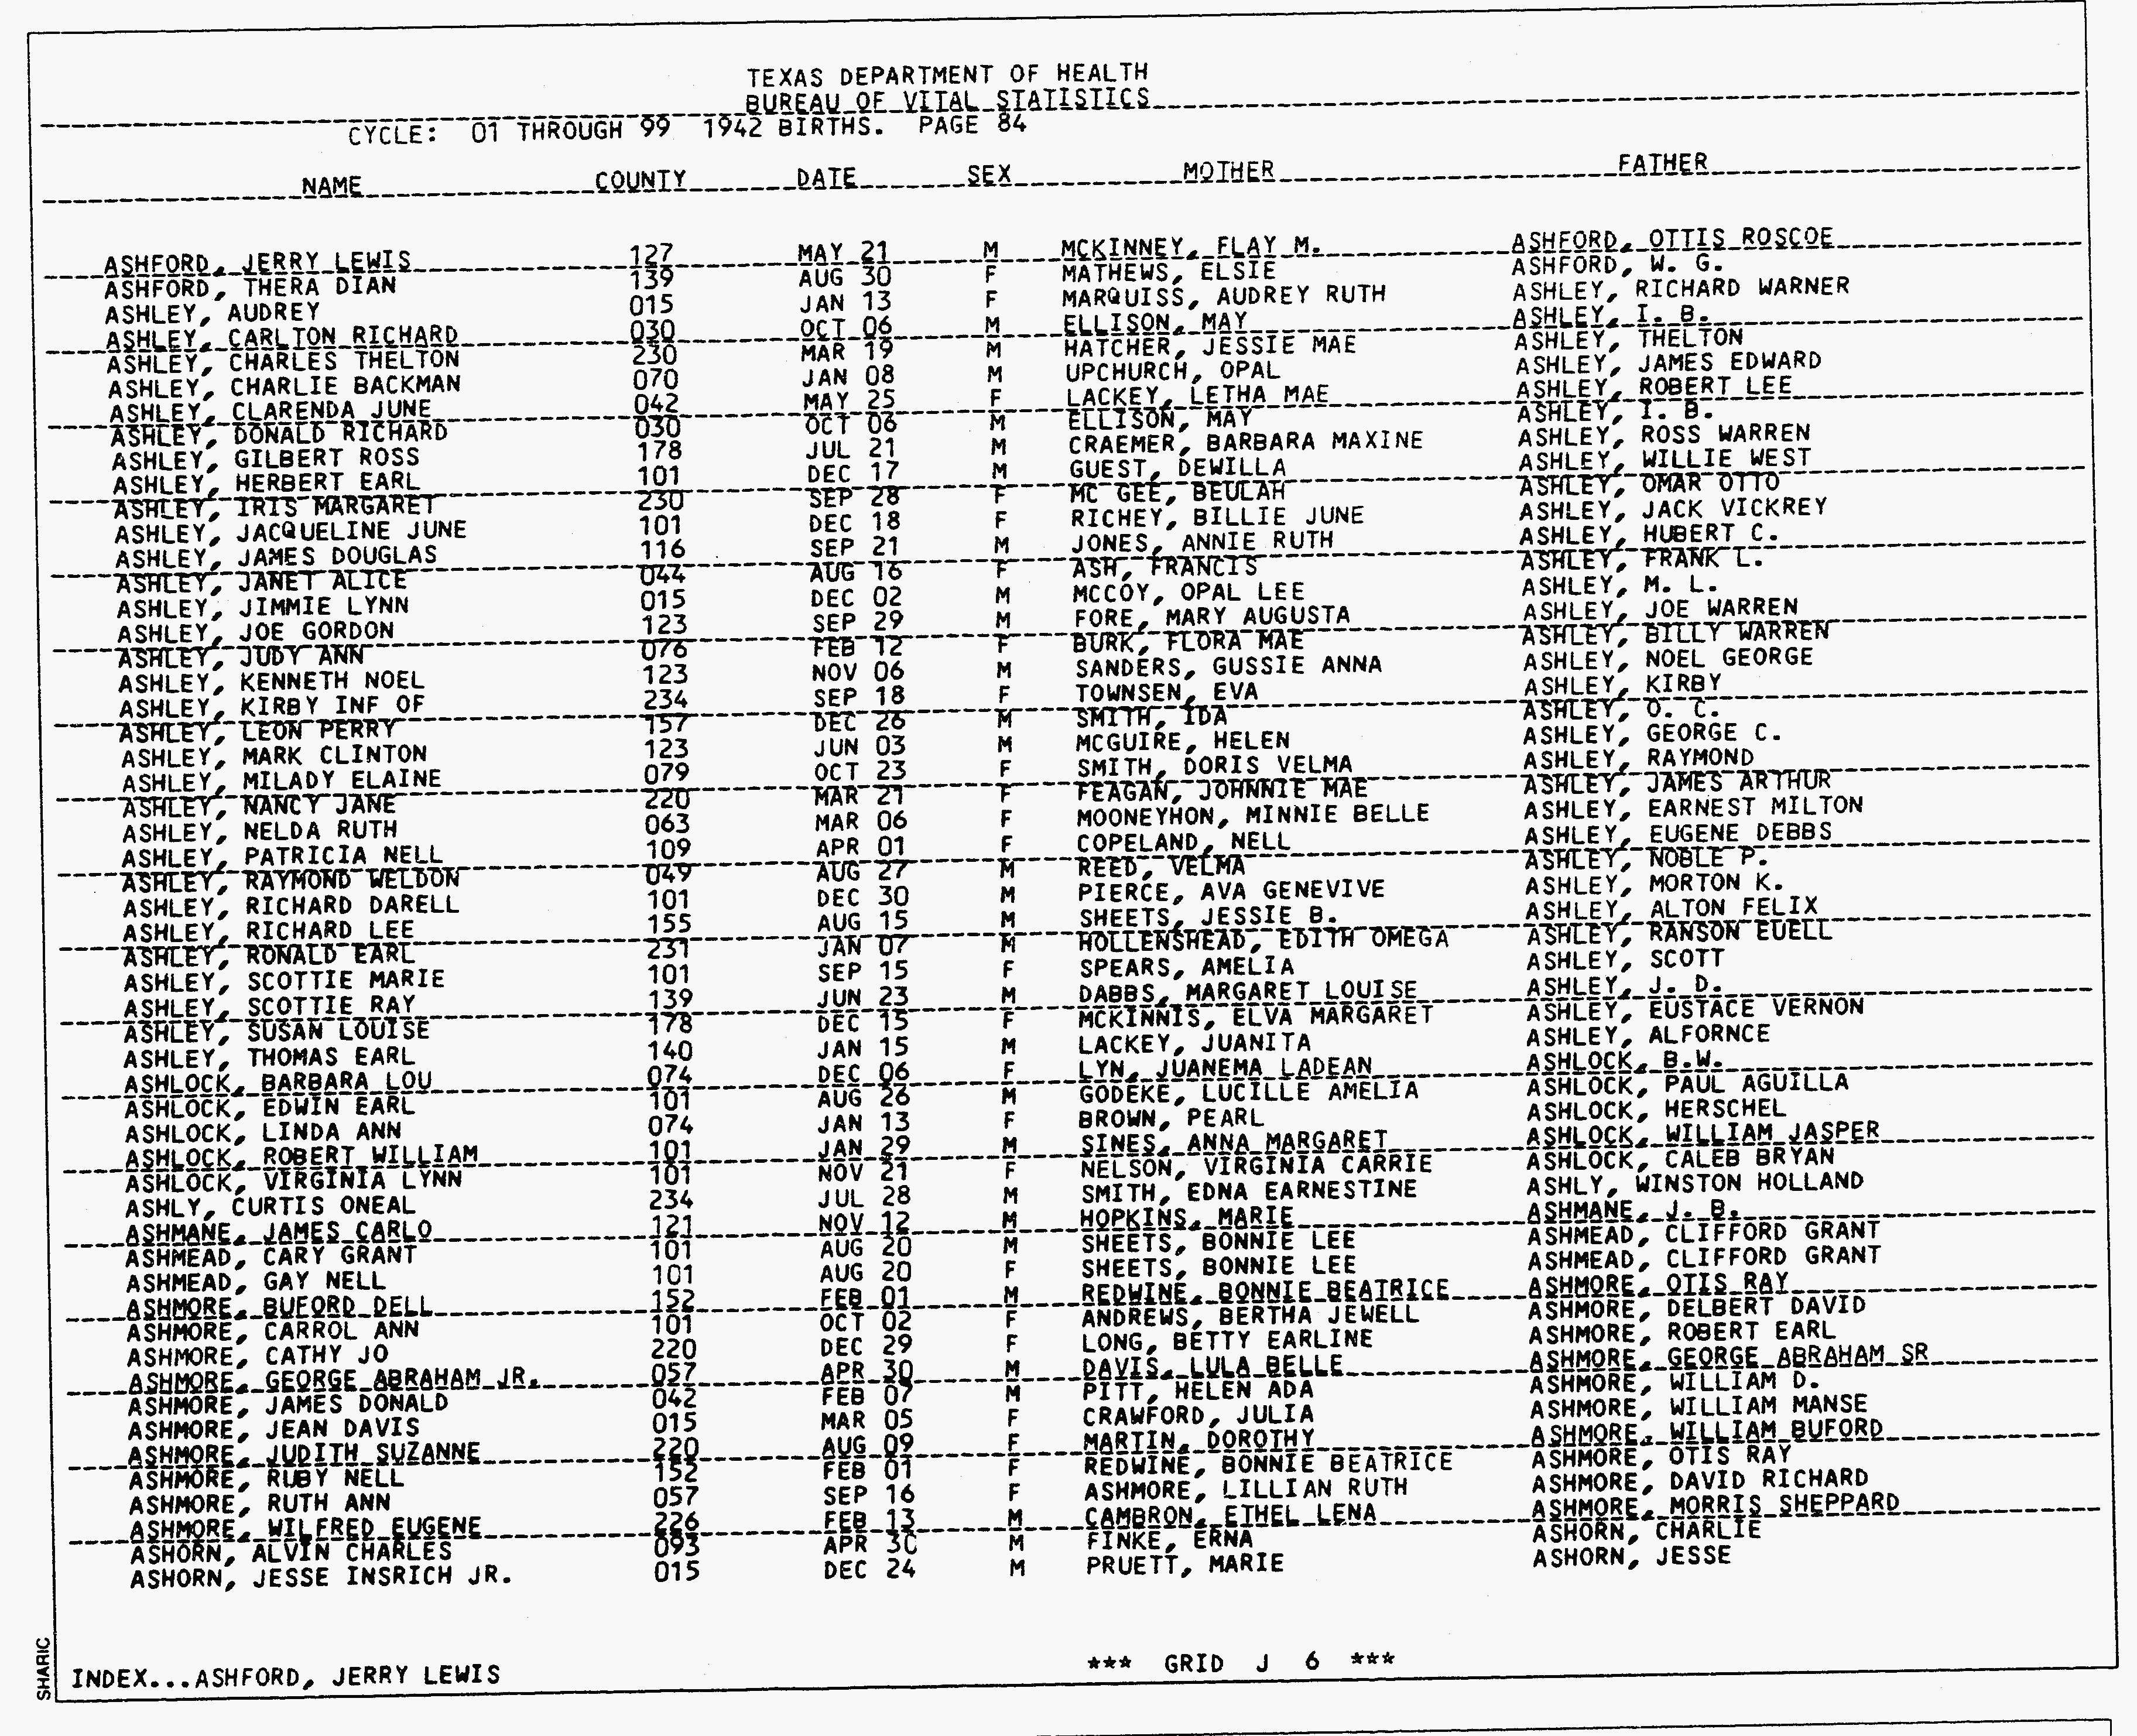 TEXAS DEPARTMENT OF HEALTH
BUREAU OF VITAL STATISTICS
CYCLE: 01 THROUGH 99 1942 BIRTHS. PAGE 84
NAME COUNTY DATE SEX MOTHER FATHER
ASHFORD, JERRY LEWIS 127 MAY 21 M MCKINNEY, FLAY M. ASHFORD, OTTIS ROSCOE
ASHFORD, THERA DIAN 139 AUG 30 F MATHEWS, ELSIE ASHFORD, W. G.
ASHLEY, AUDREY 015 JAN 13 F MARQUISS, AUDREY RUTH ASHLEY, RICHARD WARNER
ASHLEY, CARLTON RICHARD 030 OCT 06 M ELLISON, MAY ASHLEY, I. B.
ASHLEY, CHARLES THELTON 230 MAR 19 M HATCHER, JESSIE MAE ASHLEY, THELTON
ASHLEY, CHARLIE BACKMAN 070 JAN 08 M UPCHURCH, OPAL ASHLEY, JAMES EDWARD
ASHLEY, CLARENDA JUNE 042 MAY 25 F LACKEY, LETHA MAE ASHLEY, ROBERT LEE
ASHLEY, DONALD RICHARD 030 OCT 06 M ELLISON, MAY ASHLEY, I. B.
ASHLEY, GILBERT ROSS 178 JUL 21 M CRAEMER, BARBARA MAXINE ASHLEY, ROSS WARREN
ASHLEY, HERBERT EARL 101 DEC 17 M GUEST, DEWILLA ASHLEY, WILLIE WEST
ASHLEY, IRIS MARGARET 230 SEP 28 F MC GEE, BEULAH ASHLEY, OMAR OTTO
ASHLEY, JACQUELINE JUNE 101 DEC 18 F RICHEY, BILLIE JUNE ASHLEY, JACK VICKREY
ASHLEY, JAMES DOUGLAS 116 SEP 21 M JONES, ANNIE RUTH ASHLEY, HUBERT C.
ASHLEY, JANET ALICE 044 AUG 16 F ASH, FRANCIS ASHLEY, FRANK L.
ASHLEY, JIMMIE LYNN 015 DEC 02 M MCCOY, OPAL LEE ASHLEY, M. L.
ASHLEY, JOE GORDON 123 SEP 29 M FORE, MARY AUGUSTA ASHLEY, JOE WARREN
ASHLEY, JUDY ANN 076 FEB 12 F BURK, FLORA MAE ASHLEY, BILLY WARREN
ASHLEY, KENNETH NOEL 123 NOV 06 M SANDERS, GUSSIE ANNA ASHLEY, NOEL GEORGE
ASHLEY, KIRBY INF OF 234 SEP 18 F TOWNSEN, EVA ASHLEY, KIRBY
ASHLEY, LEON PERRY 157 DEC 26 M SMITH, IDA ASHLEY, O. C.
ASHLEY, MARK CLINTON 123 JUN 03 M MCGUIRE, HELEN ASHLEY, GEORGE C.
ASHLEY, MILADY ELAINE 079 OCT 23 F SMITH, DORIS VELMA ASHLEY, RAYMOND
ASHLEY, NANCY JANE 220 MAR 21 F FEAGAN, JOHNNIE MAE ASHLEY, JAMES ARTHUR
ASHLEY, NELDA RUTH 063 MAR 06 F MOONEYHON, MINNIE BELLE ASHLEY, EARNEST MILTON
ASHLEY, PATRICIA NELL 109 APR 01 F COPELAND, NELL ASHLEY, EUGENE DEBBS
ASHLEY, RAYMOND WELDON 049 AUG 27 M REED, VELMA ASHLEY, NOBLE P.
ASHLEY, RICHARD DARELL 101 DEC 30 M PIERCE, AVA GENEVIVE ASHLEY, MORTON K.
ASHLEY, RICHARD LEE 155 AUG 15 M SHEETS, JESSIE B. ASHLEY, ALTON FELIX
ASHLEY, RONALD EARL 231 JAN 07 M HOLLENSHEAD, EDITH OMEGA ASHLEY, RANSON EUELL
ASHLEY, SCOTTIE MARIE 101 SEP 15 F SPEARS, AMELIA ASHLEY, SCOTT
ASHLEY, SCOTTIE RAY 139 JUN 23 M DABBS, MARGARET LOUISE ASHLEY, J. D.
ASHLEY, SUSAN LOUISE 178 DEC 15 F MCKINNIS, ELVA MARGARET ASHLEY, EUSTACE VERNON
ASHLEY, THOMAS EARL 140 JAN 15 M LACKEY, JUANITA ASHLEY, ALFORNCE
ASHLOCK, BARBARA LOU 074 DEC 06 F LYN, JUANEMA LADEAN ASHLOCK, B.W.
ASHLOCK, EDWIN EARL 101 AUG 26 M GODEKE, LUCILLE AMELIA ASHLOCK, PAUL AGUILLA
ASHLOCK, LINDA ANN 074 JAN 13 F BROWN, PEARL ASHLOCK, HERSCHEL
ASHLOCK, ROBERT WILLIAM 101 JAN 29 M SINES, ANNA MARGARET ASHLOCK, WILLIAM JASPER
ASHLOCK, VIRGINIA LYNN 101 NOV 21 F NELSON, VIRGINIA CARRIE ASHLOCK, CALEB BRYAN
ASHLY, CURTIS ONEAL 234 JUL 28 M SMITH, EDNA EARNESTINE ASHLY, WINSTON HOLLAND
ASHMANE, JAMES CARLO 121 NOV 12 M HOPKINS, MARIE ASHMANE, J. B.
ASHMEAD, CARY GRANT 101 AUG 20 M SHEETS, BONNIE LEE ASHMEAD, CLIFFORD GRANT
ASHMEAD, GAY NELL 101 AUG 20 F SHEETS, BONNIE LEE ASHMEAD, CLIFFORD GRANT
ASHMORE, BUFORD DELL 152 FEB 01 M REDWINE, BONNIE BEATRICE ASHMORE, OTIS RAY
ASHMORE, CARROL ANN 101 OCT 02 F ANDREWS, BERTHA JEWELL ASHMORE, DELBERT DAVID
ASHMORE, CATHY JO 220 DEC 29 F LONG, BETTY EARLINE ASHMORE, ROBERT EARL
ASHMORE, GEORGE ABRAHAM JR. 057 APR 30 M DAVIS, LULA BELLE ASHMORE, GEORGE ABRAHAM SR
ASHMORE, JAMES DONALD 042 FEB 07 M PITT, HELEN ADA ASHMORE, WILLIAM D.
ASHMORE, JEAN DAVIS 015 MAR 05 F CRAWFORD, JULIA ASHMORE, WILLIAM MANSE
ASHMORE, JUDITH SUZANNE 220 AUG 09 F MARTIN, DOROTHY ASHMORE, WILLIAM BUFORD
ASHMORE, RUBY NELL 152 FEB 01 F REDWINE, BONNIE BEATRICE ASHMORE, OTIS RAY
ASHMORE, RUTH ANN 057 SEP 16 F ASHMORE, LILLIAN RUTH ASHMORE, DAVID RICHARD
ASHMORE, WILFRED EUGENE 226 FEB 13 M CAMBRON, ETHEL LENA ASHMORE, MORRIS SHEPPARD
ASHORN, ALVIN CHARLES 093 APR 30 M FINKE, ERNA ASHORN, CHARLIE
ASHORN, JESSE INSRICH JR. 015 DEC 24 M PRUETT, MARIE ASHORN, JESSE
*** GRID J 6 ***
INDEX...ASHFORD, JERRY LEWIS
SHARIC